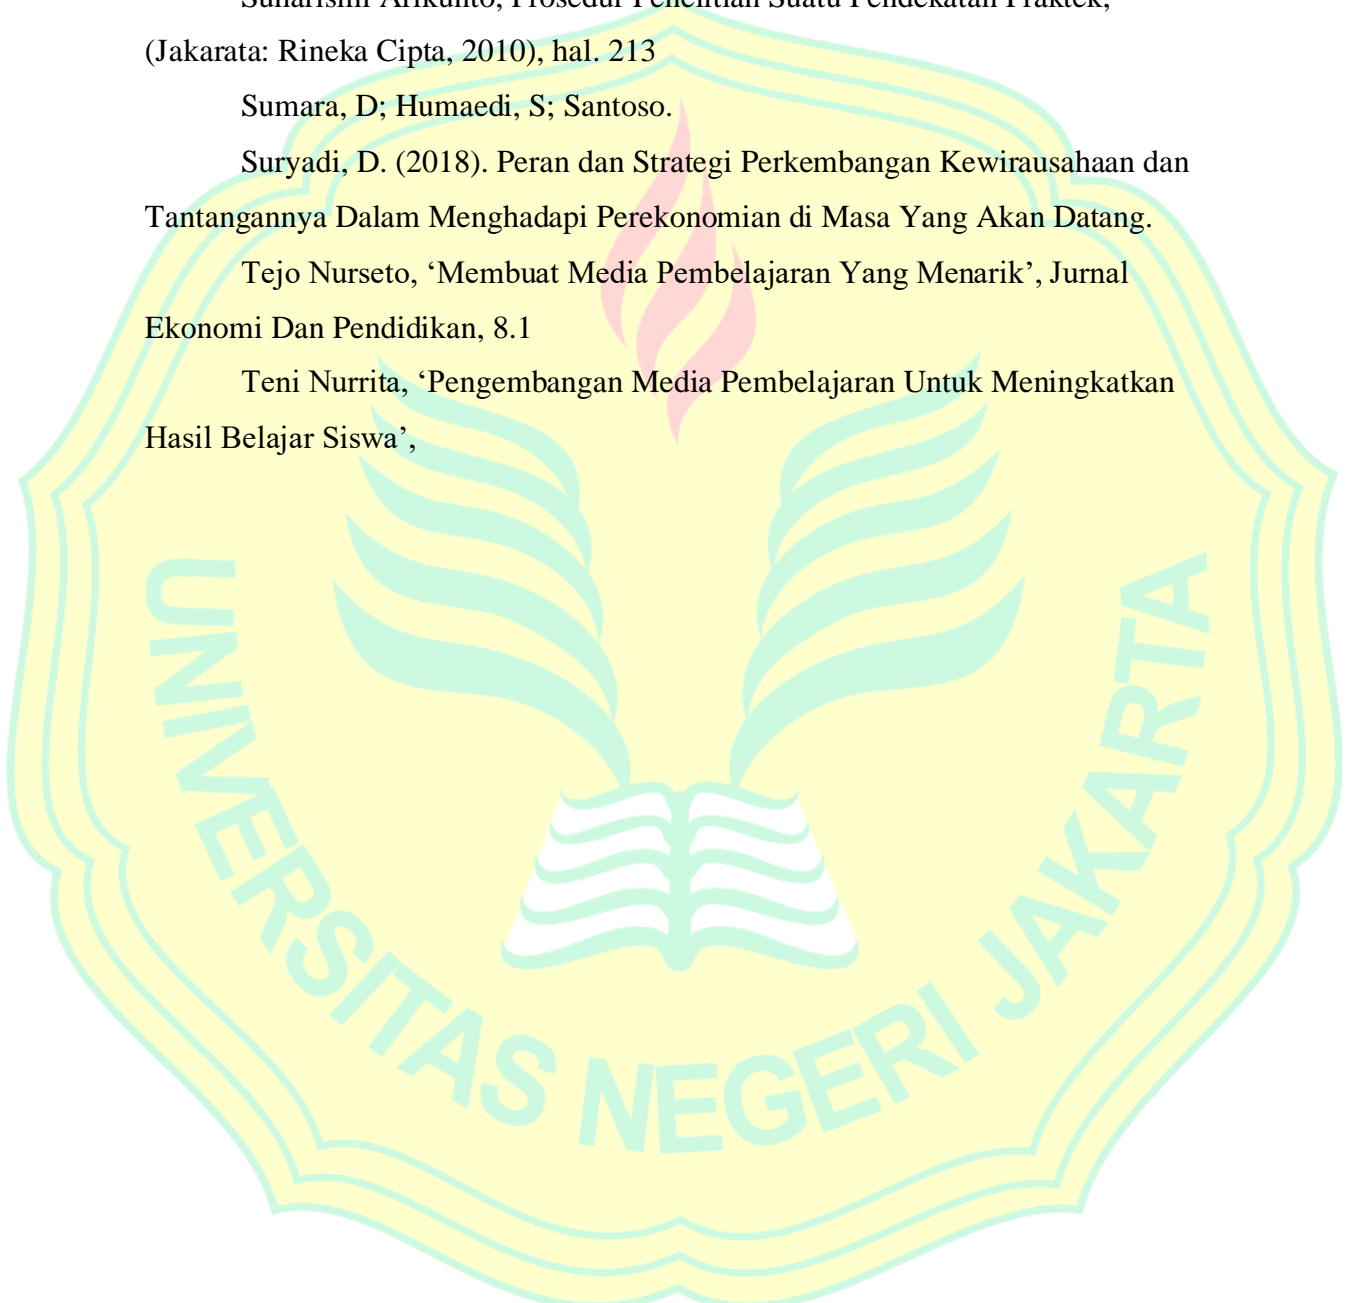 Suharismi Arikunto, Prosedur Penelitian Suatu Pendekatan Praktek,
(Jakarata: Rineka Cipta, 2010), hal. 213
Sumara, D; Humaedi, S; Santoso.
Suryadi, D. (2018). Peran dan Strategi Perkembangan Kewirausahaan dan
Tantangannya Dalam Menghadapi Perekonomian di Masa Yang Akan Datang.
Tejo Nurseto, ‘Membuat Media Pembelajaran Yang Menarik’, Jurnal
Ekonomi Dan Pendidikan, 8.1
Teni Nurrita, ‘Pengembangan Media Pembelajaran Untuk Meningkatkan
Hasil Belajar Siswa’,
UNIVERSITAS NEGERI JAKARTA